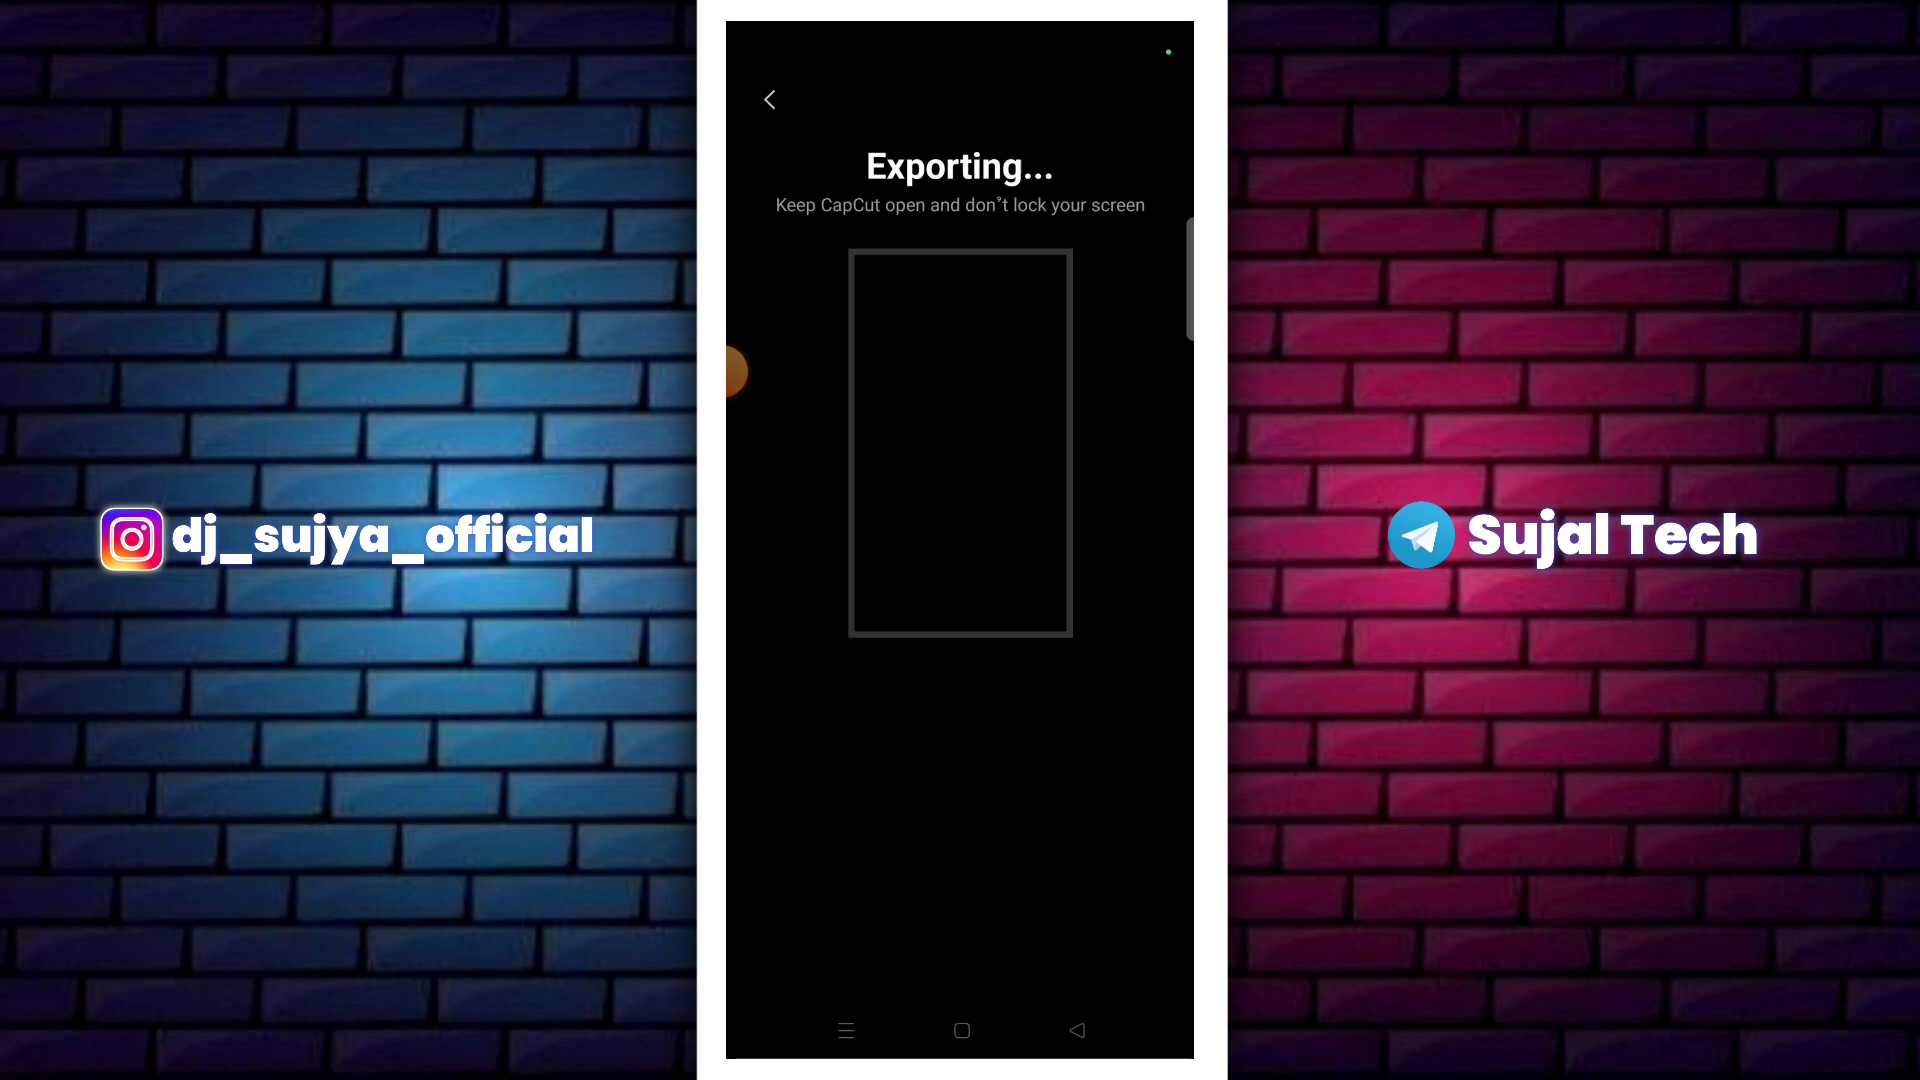 Exporting...
Keep CapCut open and don't lock your screen
dj_sujya_official
Sujal Tech